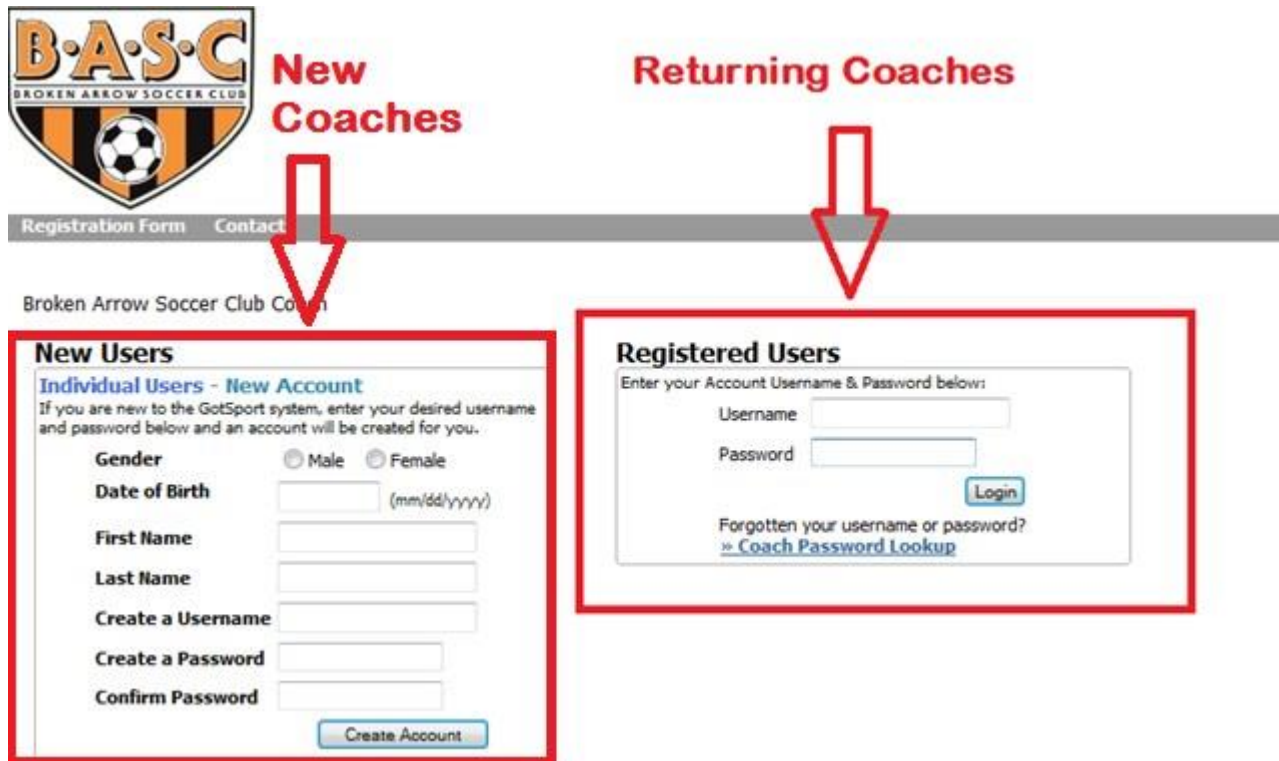 B·A·S·C
BROKEN ARROW SOCCER CLUB
New
Coaches
Returning Coaches
Registration Form Contact
Broken Arrow Soccer Club
New Users
Individual Users - New Account
If you are new to the GotSport system, enter your desired username
and password below and an account will be created for you.
Gender Male Female
Date of Birth (mm/dd/yyyy)
First Name
Last Name
Create a Username
Create a Password
Confirm Password
Create Account
Registered Users
Enter your Account Username & Password below:
Username
Password
Login
Forgotten your username or password?
» Coach Password Lookup